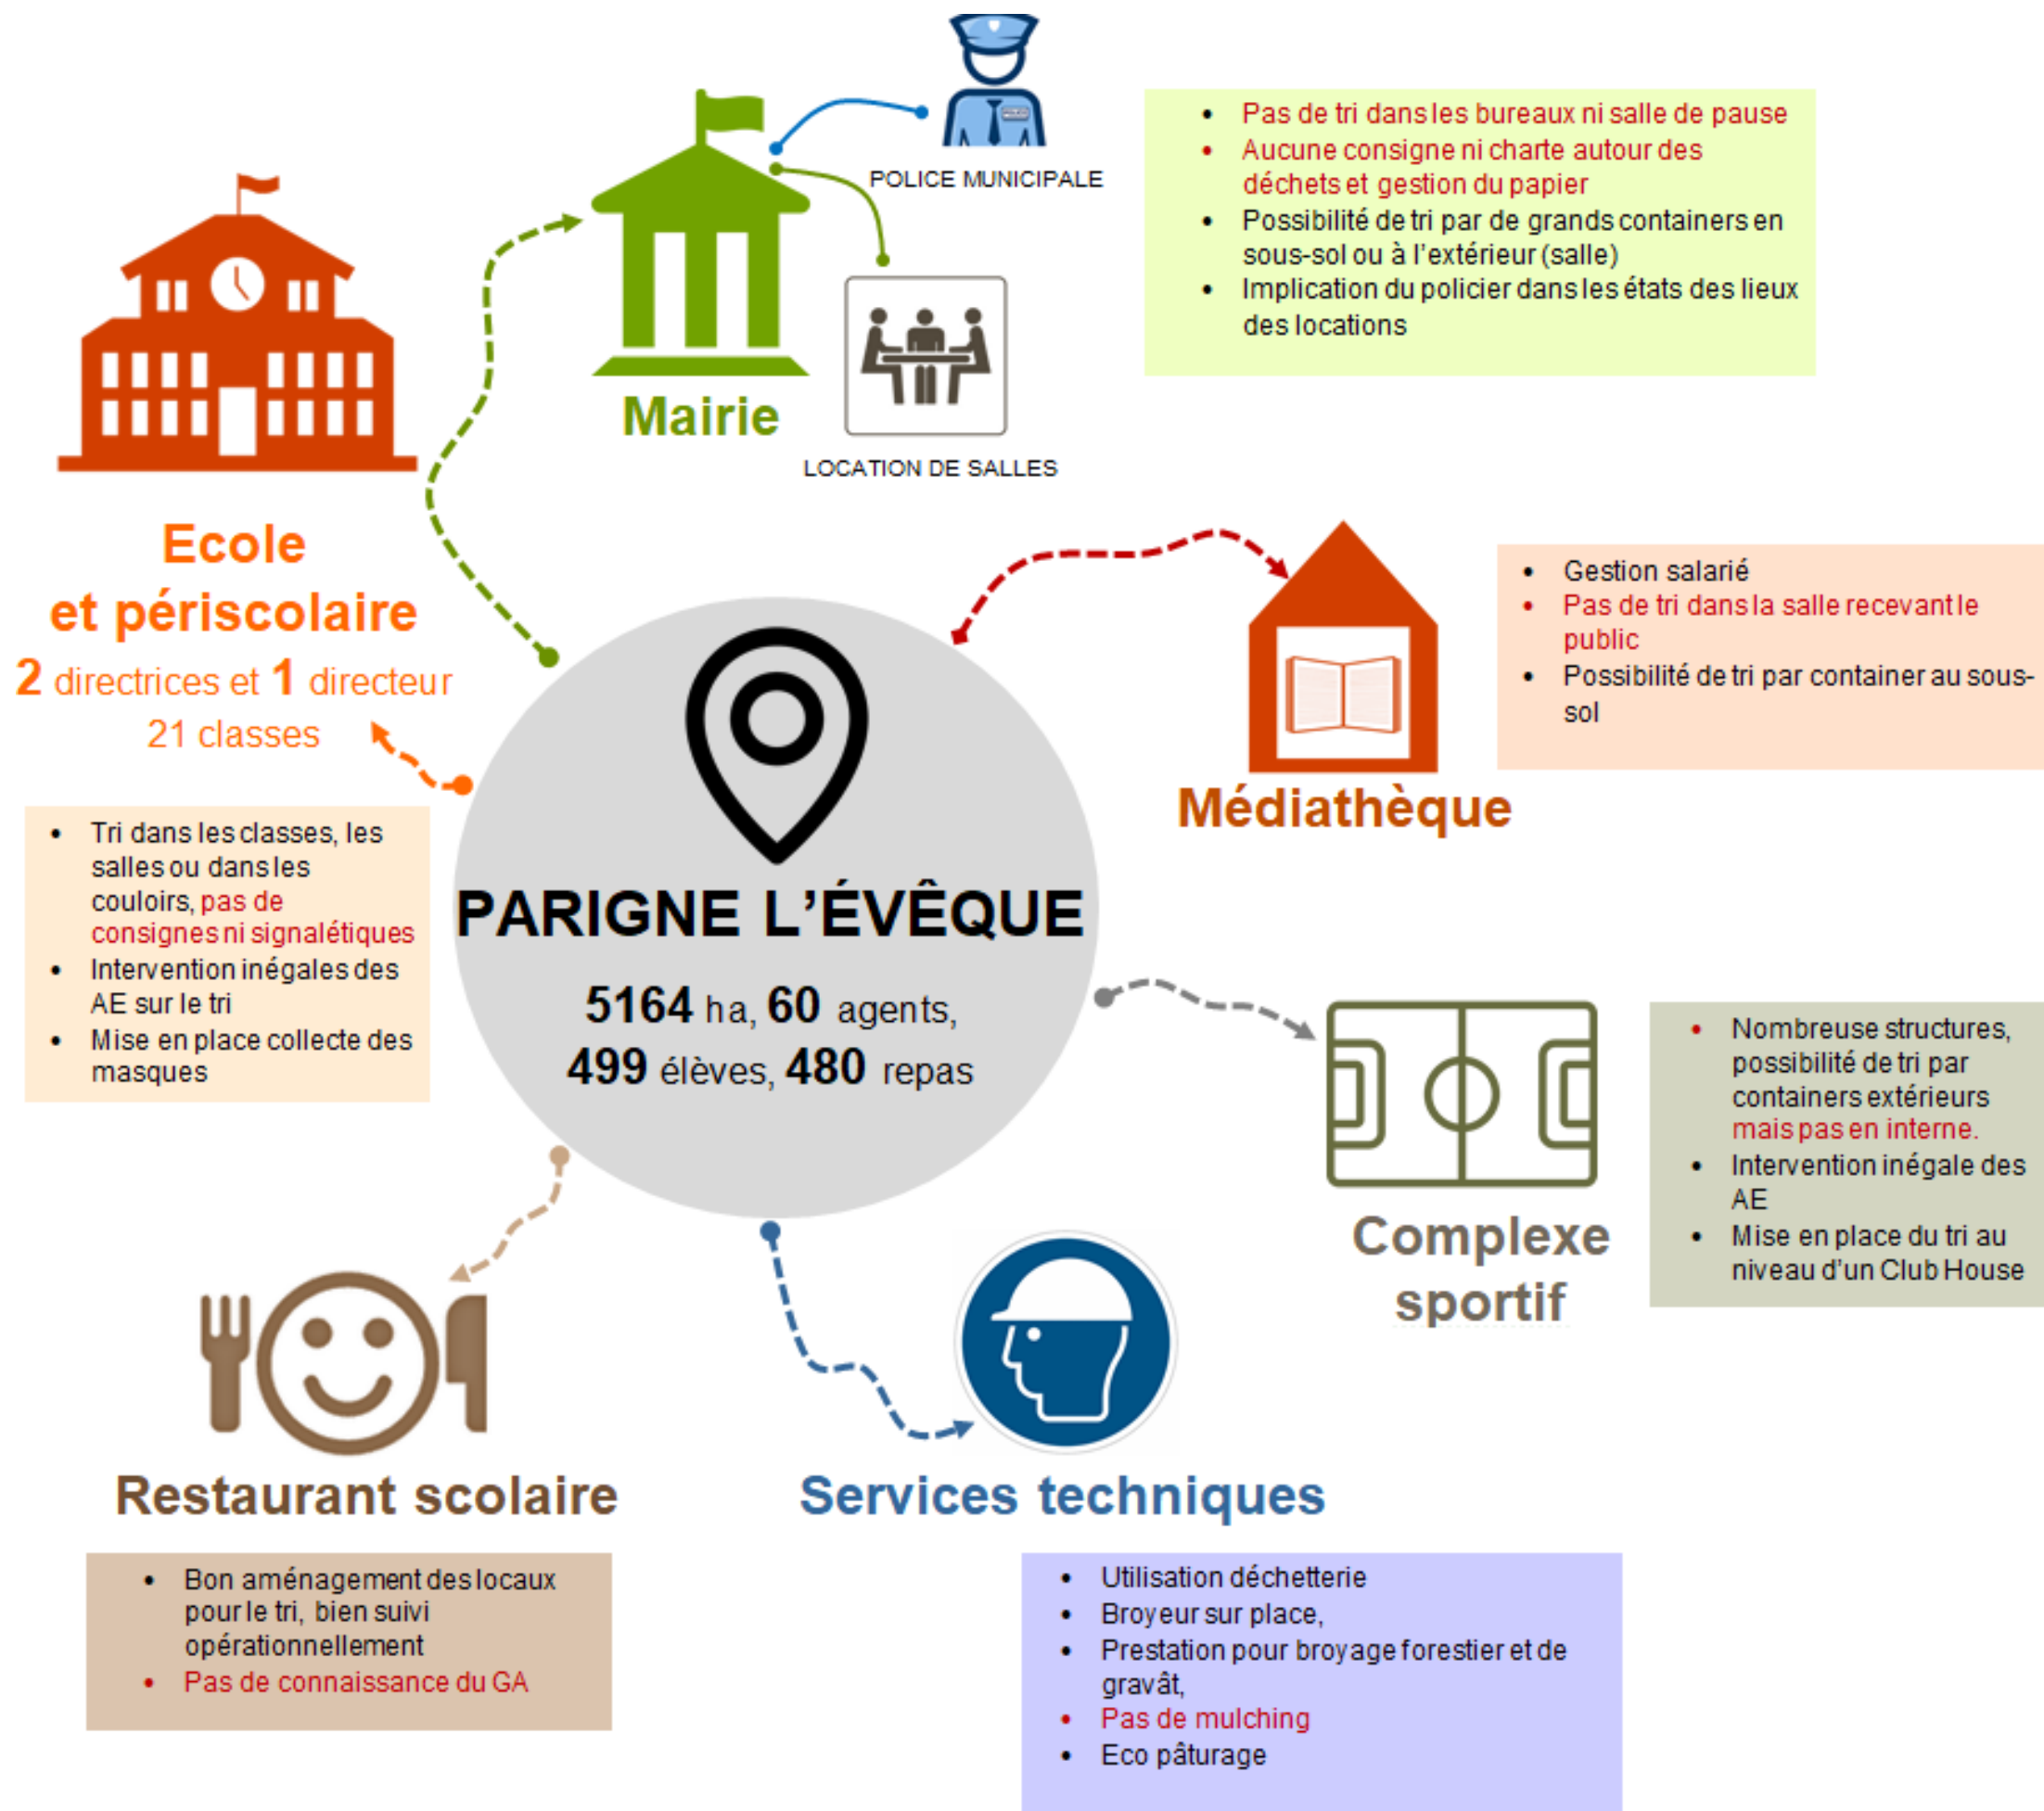 POLICE MUNICIPALE
Mairie
LOCATION DE SALLES
• Pas de tri dans les bureaux ni salle de pause
• Aucune consigne ni charte autour des
déchets et gestion du papier
• Possibilité de tri par de grands containers en
sous-sol ou à l'extérieur (salle)
• Implication du policier dans les états des lieux
des locations
Ecole
et périscolaire
2 directrices et 1 directeur
21 classes
• Tri dans les classes, les
salles ou dans les
couloirs, pas de
consignes ni signalétiques
• Intervention inégales des
AE sur le tri
• Mise en place collecte des
masques
Médiathèque
• Gestion salarié
• Pas de tri dans la salle recevant le
public
• Possibilité de tri par container au sous-
sol
PARIGNE L'ÉVÊQUE
5164 ha, 60 agents,
499 élèves, 480 repas
Complexe
sportif
• Nombreuse structures,
possibilité de tri par
containers extérieurs
mais pas en interne.
• Intervention inégale des
AE
• Mise en place du tri au
niveau d'un Club House
Restaurant scolaire
• Bon aménagement des locaux
pour le tri, bien suivi
opérationnellement
• Pas de connaissance du GA
Services techniques
• Utilisation déchetterie
• Broyeur sur place,
• Prestation pour broyage forestier et de
gravât,
• Pas de mulching
• Eco pâturage